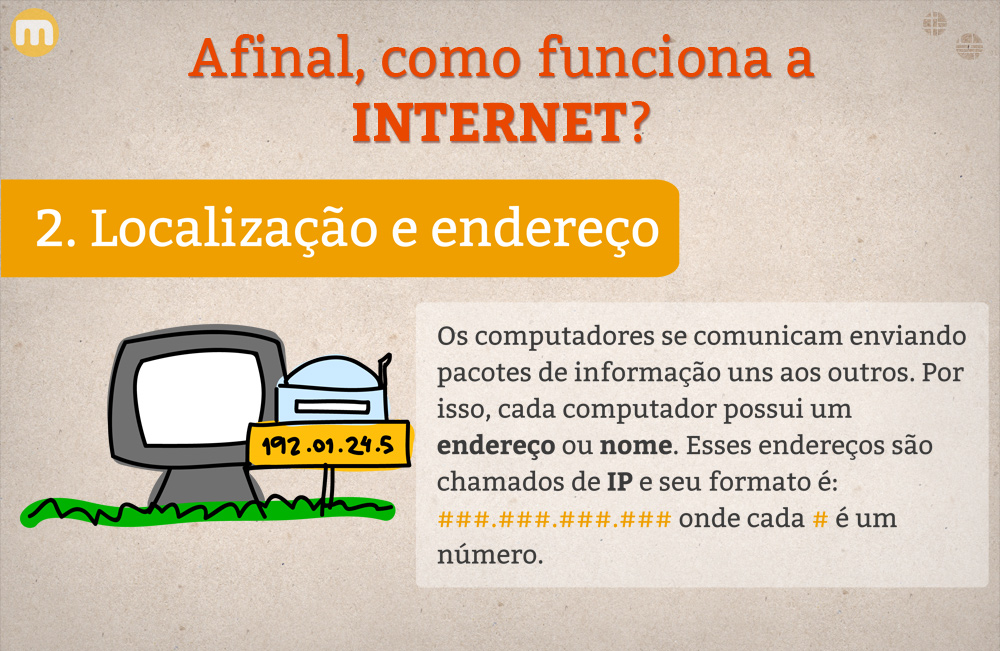 m
Afinal, como funciona a
INTERNET?
2. Localização e endereço
192.01.24.5
Os computadores se comunicam enviando
pacotes de informação uns aos outros. Por
isso, cada computador possui um
endereço ou nome. Esses endereços são
chamados de IP e seu formato é:
###.###.###.### onde cada # é um
número.